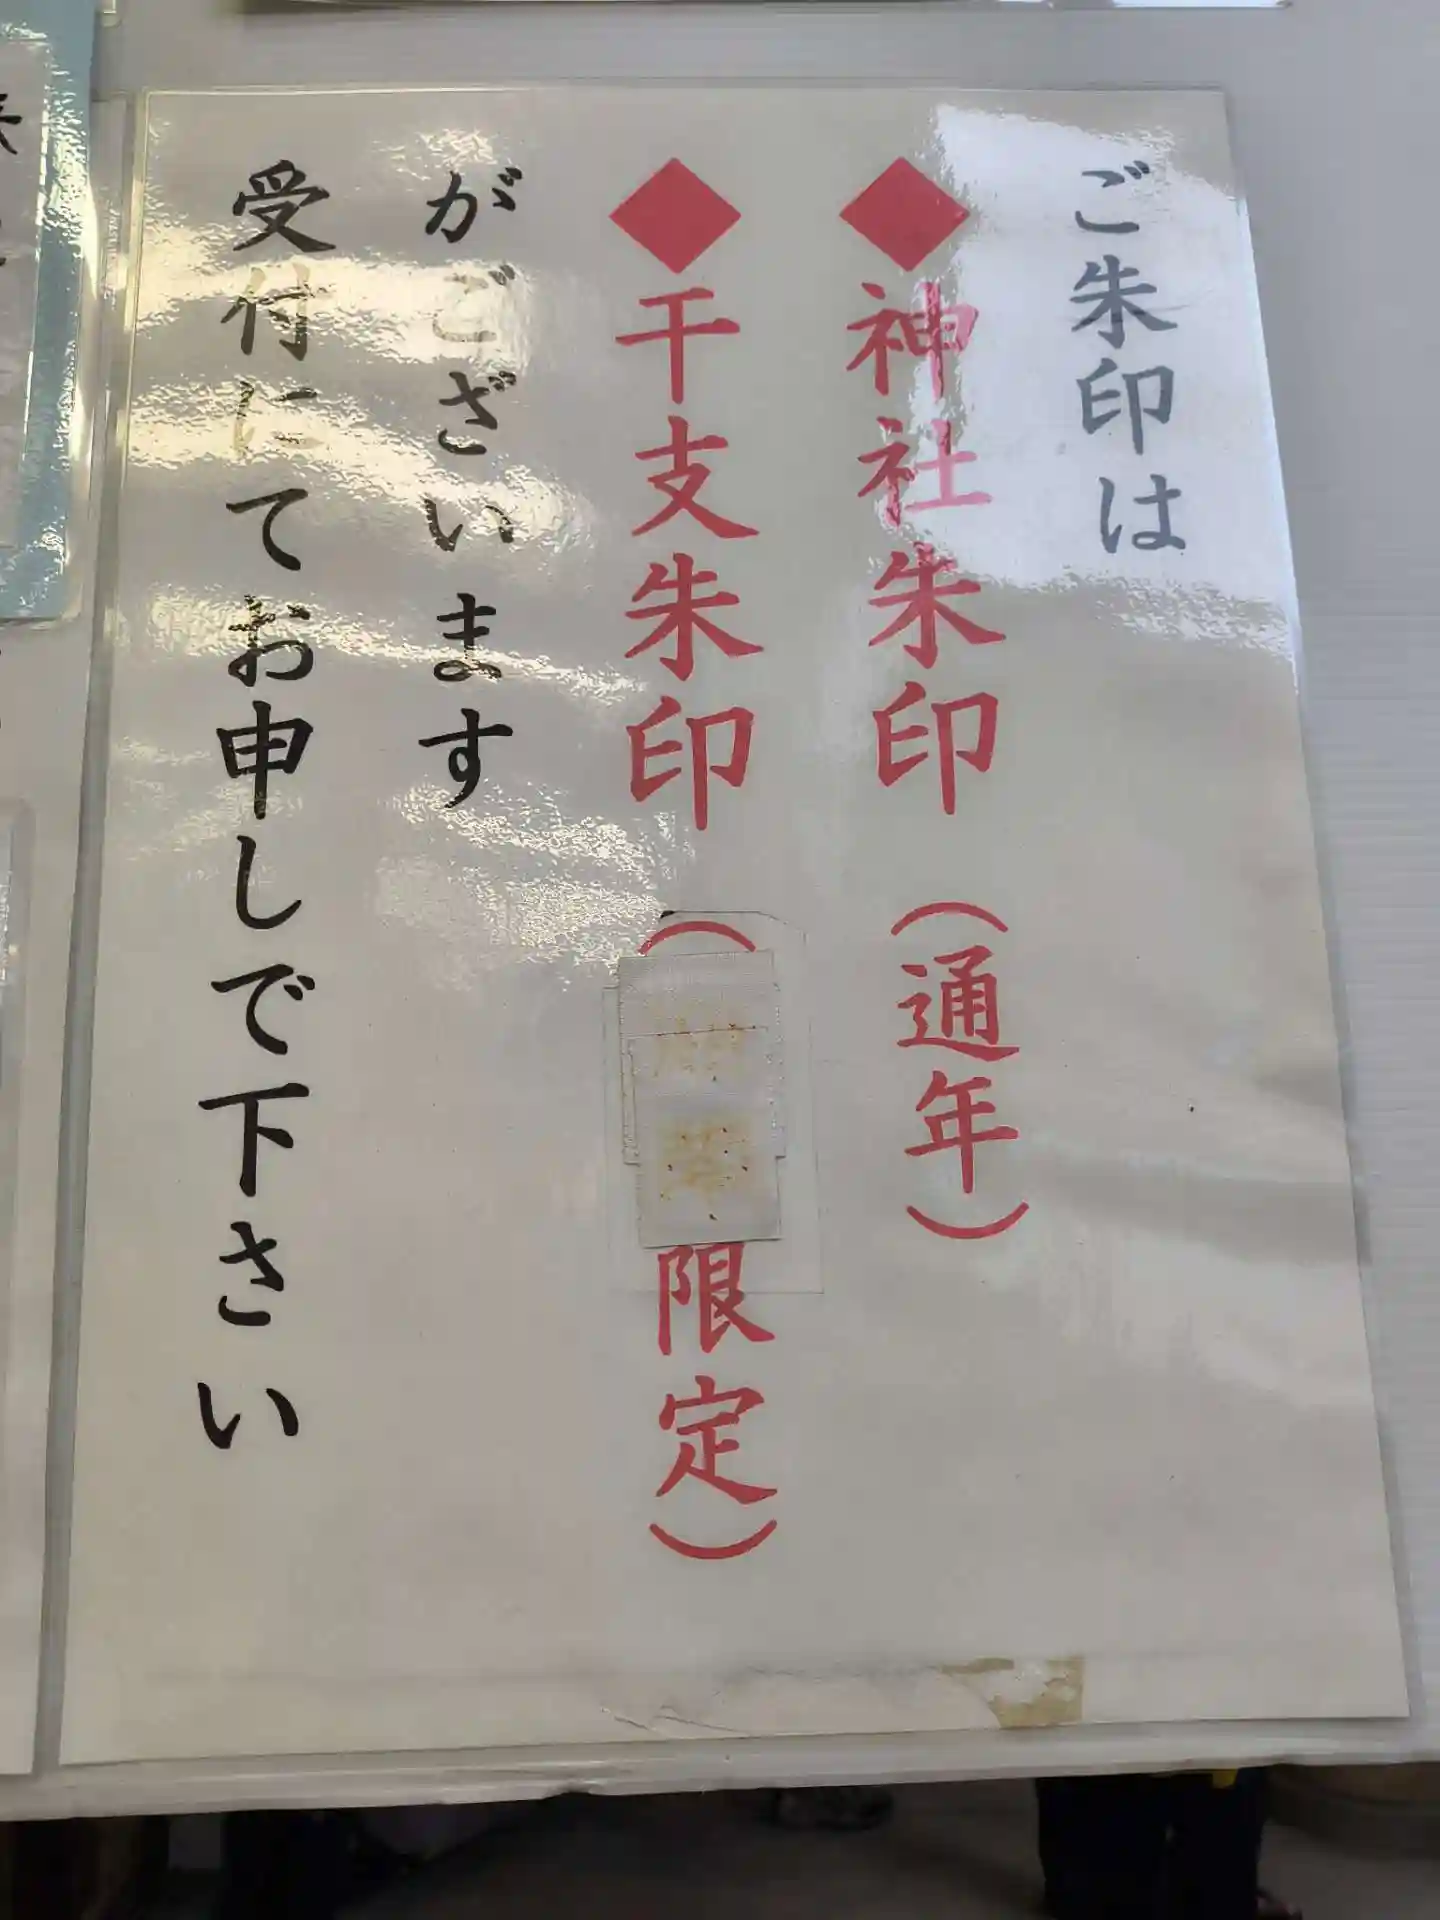 ご朱印は
◆神社朱印（通年）
◆干支朱印（限定）
がございます
受付にてお申しで下さい